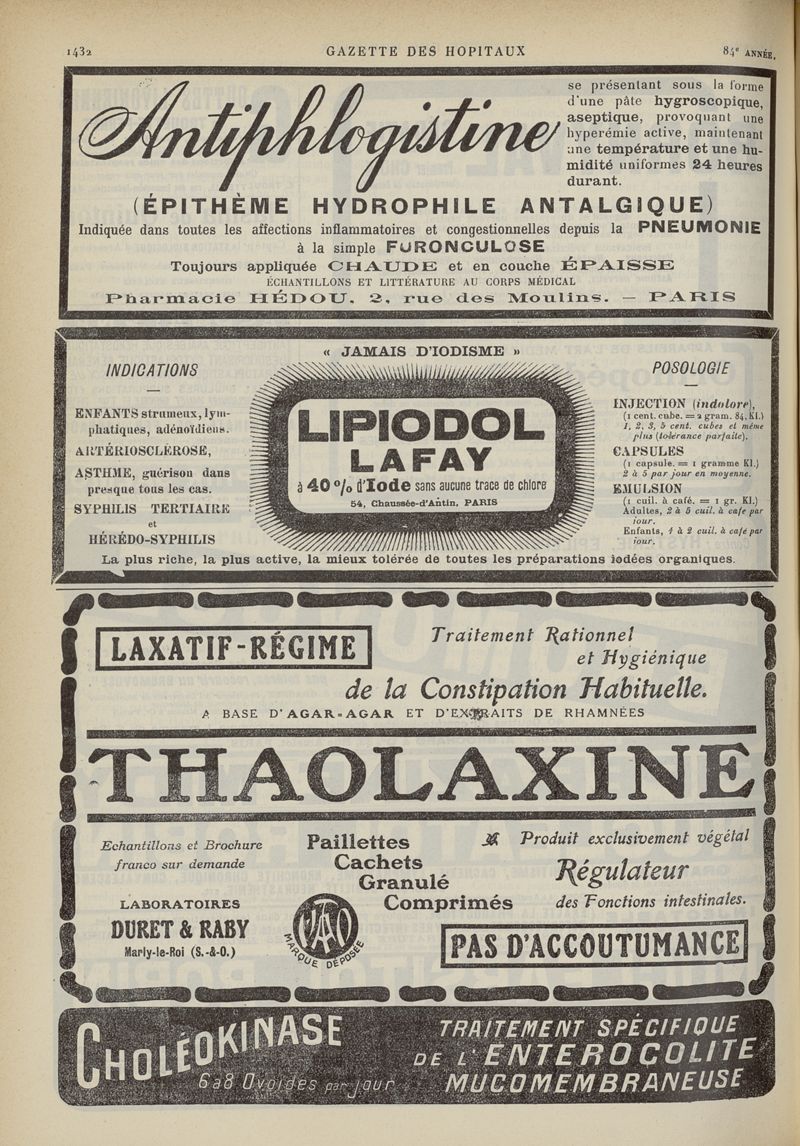 1432 GAZETTE DES HOPITAUX 84e ANNÉE.
Antiphlogistine
se présentant sous la forme
d'une pâte hygroscopique,
aseptique, provoquant une
hyperémie active, maintenant
une température et une hu-
midité uniformes 24 heures
durant.
(ÉPITHÈME HYDROPHILE ANTALGIQUE)
Indiquée dans toutes les affections inflammatoires et congestionnelles depuis la PNEUMONIE
à la simple FURONCULOSE
Toujours appliquée CHAUDE et en couche ÉPAISSE
ÉCHANTILLONS ET LITTÉRATURE AU CORPS MÉDICAL
Pharmacie HÉDOU, 2, rue des Moulins. — PARIS
« JAMAIS D'IODISME »
INDICATIONS
ENFANTS strumeux, lym-
phatiques, adénoïdiens.
ARTÉRIOSCLÉROSE,
ASTHME, guérison dans
presque tous les cas.
SYPHILIS TERTIAIRE
et
HÉRÉDO-SYPHILIS
LIPIODOL
LAFAY
à 40 % d'Iode sans aucune trace de chlore
54, Chaussée-d'Antin, PARIS
POSOLOGIE
INJECTION (indolore),
(1 cent. cube. = 2 gram. 84, KI.)
1, 2, 3, 5 cent. cubes et même
plus (tolérance parfaite).
CAPSULES
(1 capsule. = 1 gramme KI.)
2 à 5 par jour en moyenne.
EMULSION
(1 cuil. à café. = 1 gr. KI.)
Adultes, 2 à 5 cuil. à café par
jour.
Enfants, 1 à 2 cuil. à café par
jour.
La plus riche, la plus active, la mieux tolérée de toutes les préparations iodées organiques.
LAXATIF-RÉGIME
Traitement Rationnel
et Hygiénique
de la Constipation Habituelle.
A BASE D'AGAR-AGAR ET D'EXTRAITS DE RHAMNÉES
THAOLAXINE
Echantillons et Brochure
franco sur demande
LABORATOIRES
DURET & RABY
Marly-le-Roi (S.-&-O.)
Paillettes
Cachets
Granulé
Comprimés
MARQUE DÉPOSÉE
Produit exclusivement végétal
Régulateur
des Fonctions intestinales.
PAS D'ACCOUTUMANCE
CHOLÉOKINASE
6 à 8 Ovoïdes par jour
TRAITEMENT SPÉCIFIQUE
DE L'ENTEROCOLITE
MUCOMEMBRANEUSE